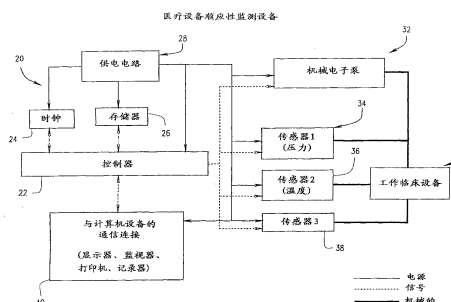 医疗设备顺应性监测设备
28
32
20
供电电路
机械电子泵
时钟
存储器
24
26
34
传感器1
(压力)
控制器
36
22
传感器2
(温度)
工作临床设备
与计算机设备的
通信连接
传感器3
(显示器、监视器、
打印机、记录器)
38
电源
信号
机械的